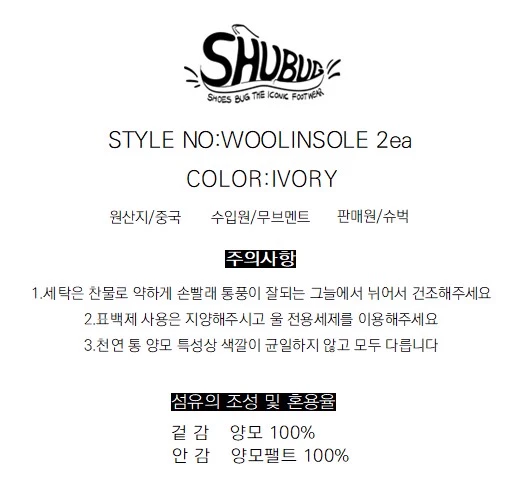 SHUBUG
SHOES BUG THE ICONIC FOOTWEAR
STYLE NO:WOOLINSOLE 2ea
COLOR:IVORY
원산지/중국 수입원/무브멘트 판매원/슈벅
주의사항
1.세탁은 찬물로 약하게 손빨래 통풍이 잘되는 그늘에서 뉘어서 건조해주세요
2.표백제 사용은 지양해주시고 울 전용세제를 이용해주세요
3.천연 통 양모 특성상 색깔이 균일하지 않고 모두 다릅니다
섬유의 조성 및 혼용율
겉 감 양모 100%
안 감 양모팰트 100%